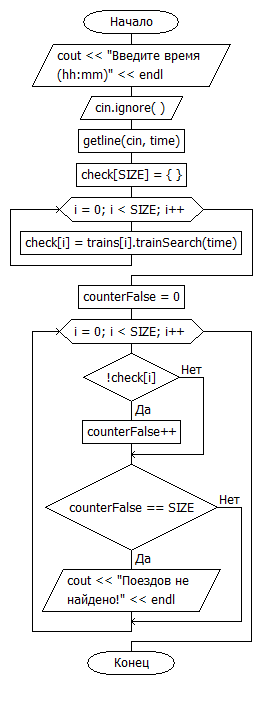 Начало
cout << "Введите время
(hh:mm)" << endl
cin.ignore( )
getline(cin, time)
check[SIZE] = { }
i = 0; i < SIZE; i++
check[i] = trains[i].trainSearch(time)
counterFalse = 0
i = 0; i < SIZE; i++
!check[i]
Нет
Да
counterFalse++
counterFalse == SIZE
Нет
Да
cout << "Поездов не
найдено!" << endl
Конец